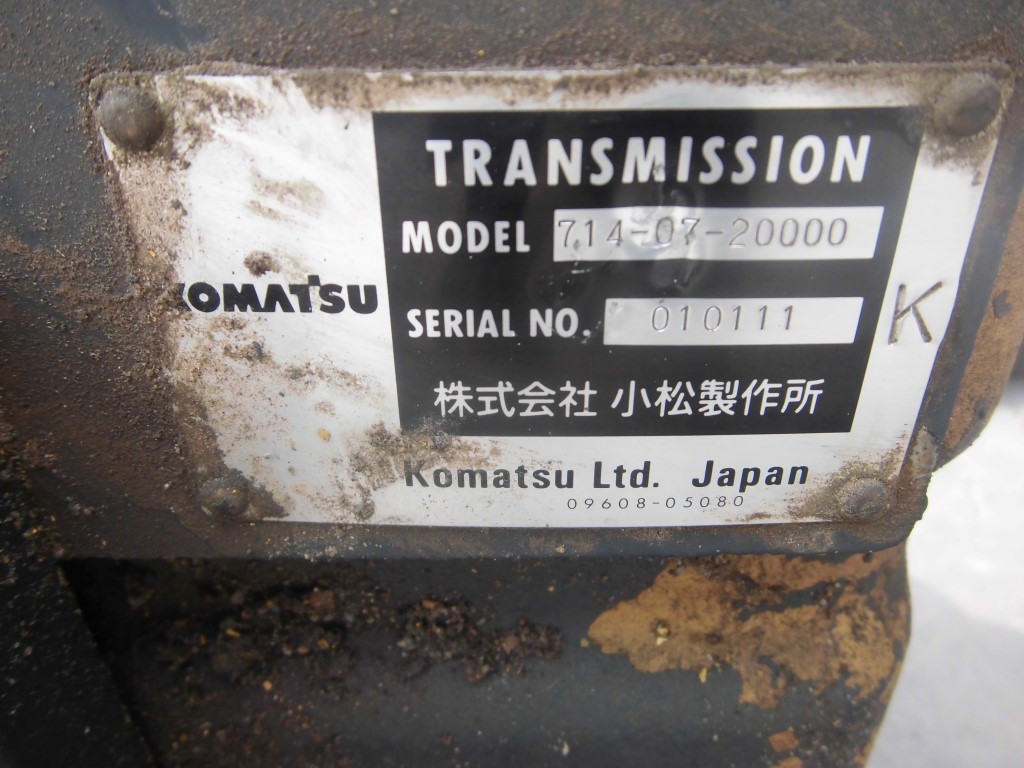 TRANSMISSION
MODEL 714-07-20000
KOMATSU
SERIAL NO. 010111
K
株式会社 小松製作所
Komatsu Ltd. Japan
09608-05080